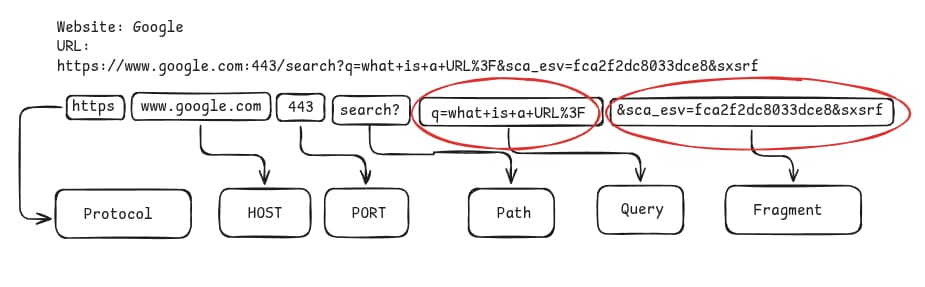 Website: Google
URL:
https://www.google.com:443/search?q=what+is+a+URL%3F&sca_esv=fca2f2dc8033dce8&sxsrf
https www.google.com 443 search? q=what+is+a+URL%3F &sca_esv=fca2f2dc8033dce8&sxsrf
Protocol HOST PORT Path Query Fragment